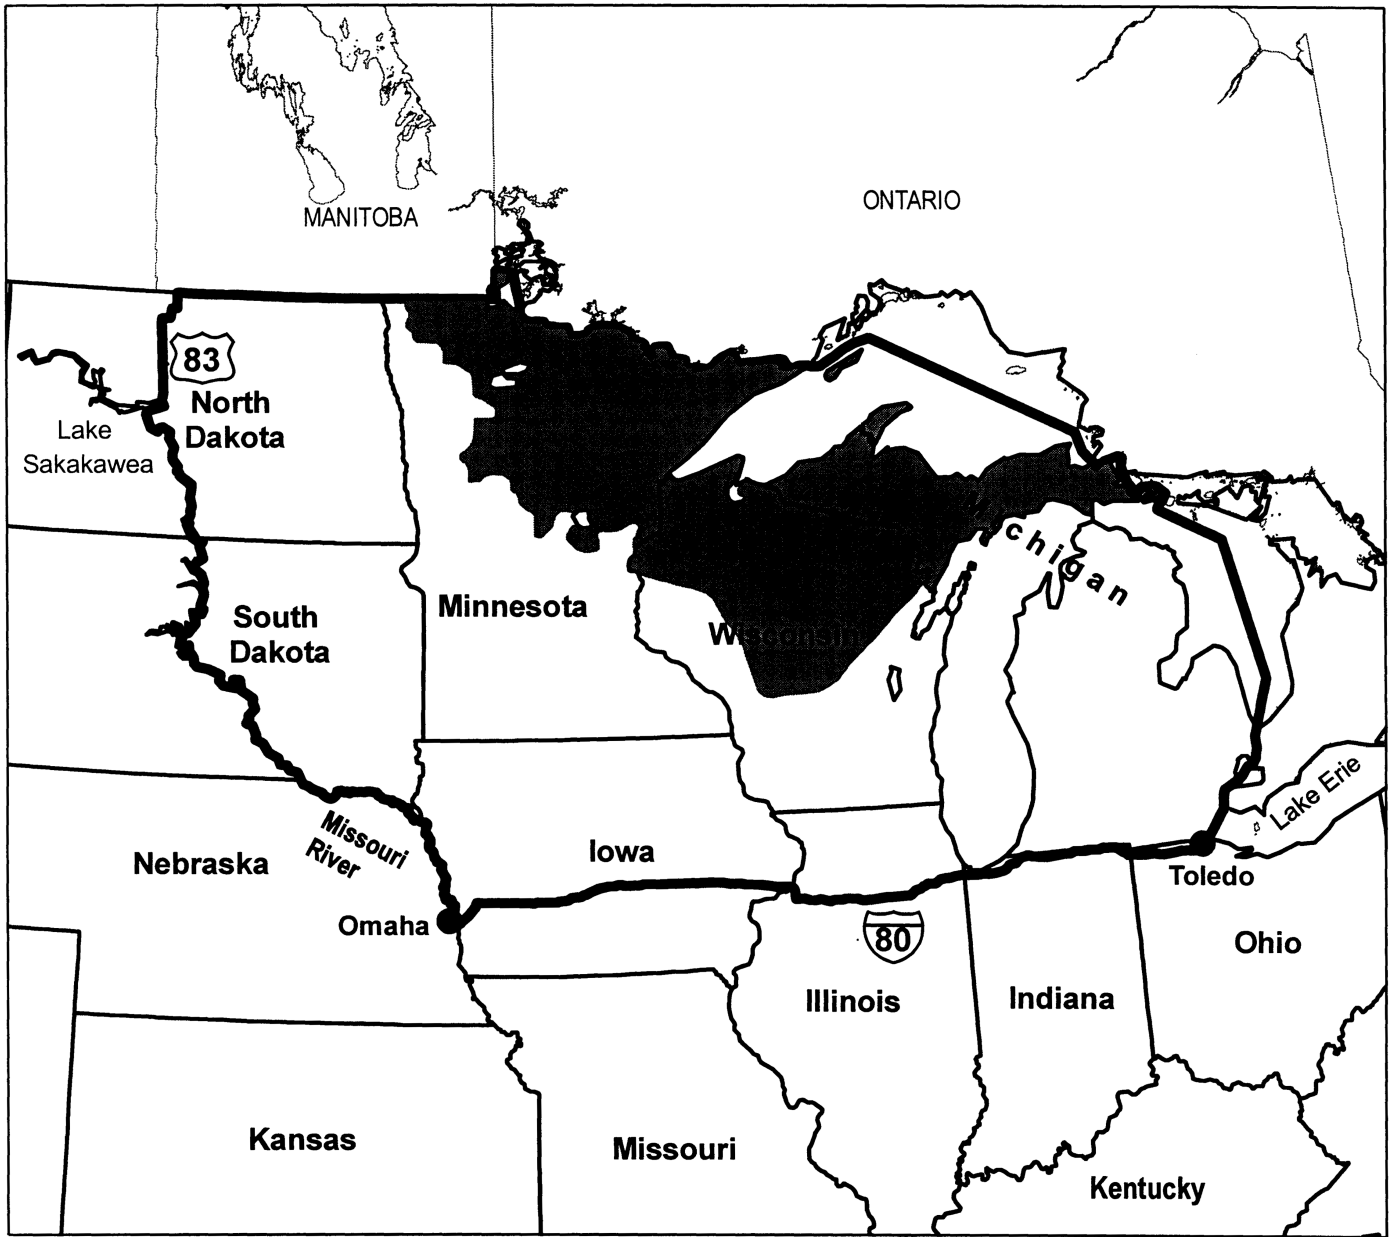 MANITOBA
ONTARIO
83
North
Dakota
Lake
Sakakawea
chigan
Minnesota
South
Dakota
Wisconsin
Lake Erie
Missouri
River
Nebraska
Iowa
Toledo
Omaha
80
Ohio
Illinois
Indiana
Kansas
Missouri
Kentucky